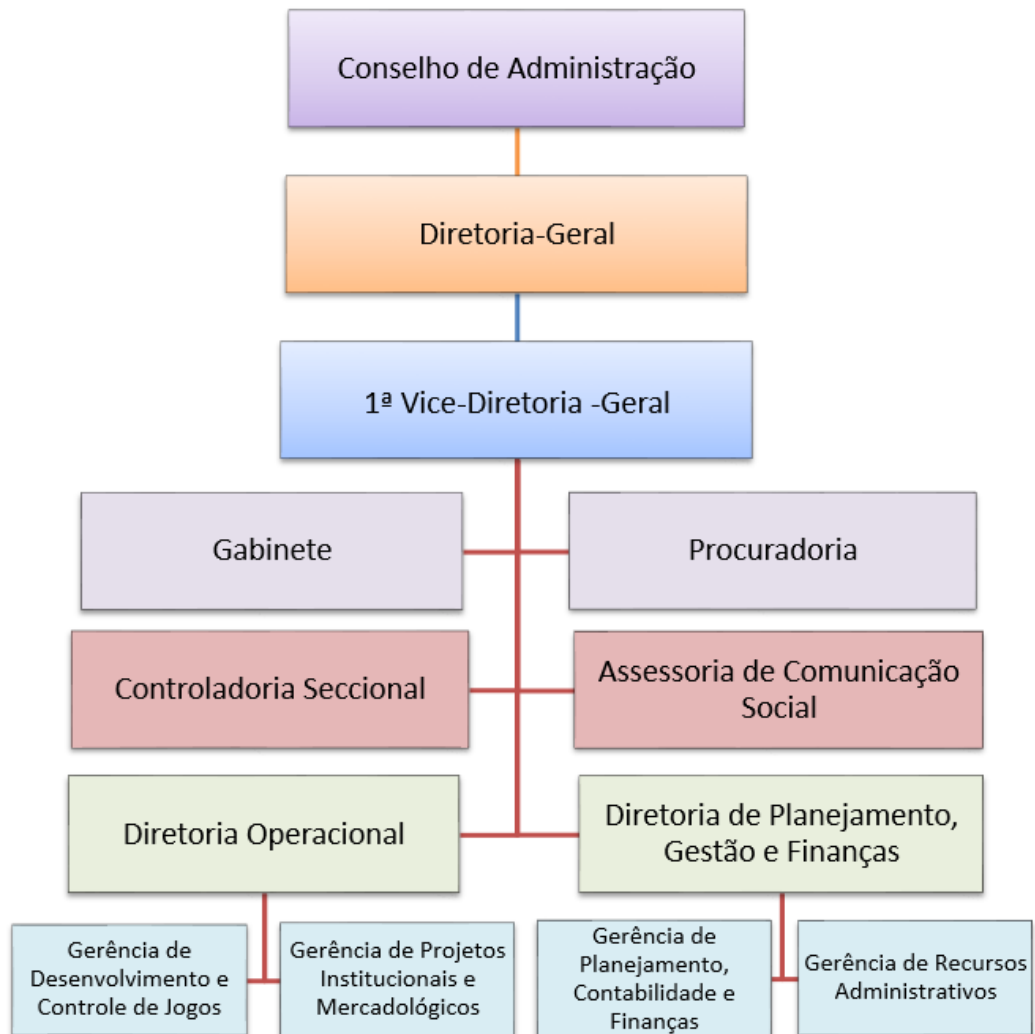 Conselho de Administração
Diretoria-Geral
1ª Vice-Diretoria -Geral
Gabinete
Procuradoria
Controladoria Seccional
Assessoria de Comunicação
Social
Diretoria Operacional
Diretoria de Planejamento,
Gestão e Finanças
Gerência de
Desenvolvimento e
Controle de Jogos
Gerência de Projetos
Institucionais e
Mercadológicos
Gerência de
Planejamento,
Contabilidade e
Finanças
Gerência de Recursos
Administrativos